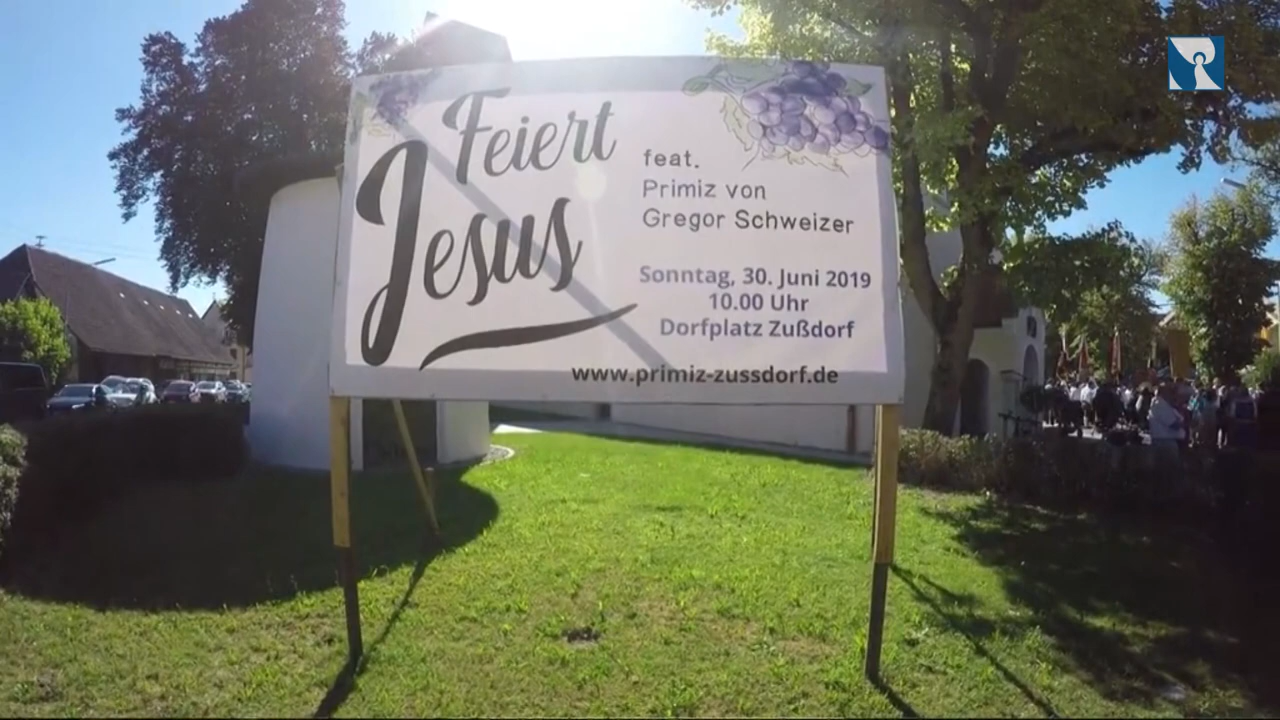 Feiert
Jesus
feat.
Primiz von
Gregor Schweizer
Sonntag, 30. Juni 2019
10.00 Uhr
Dorfplatz Zußdorf
www.primiz-zussdorf.de